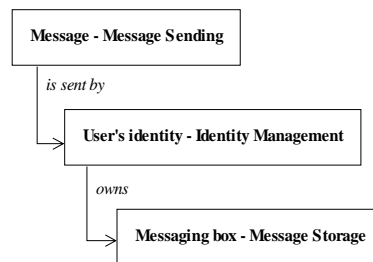 Message - Message Sending
is sent by
User's identity - Identity Management
owns
Messaging box - Message Storage